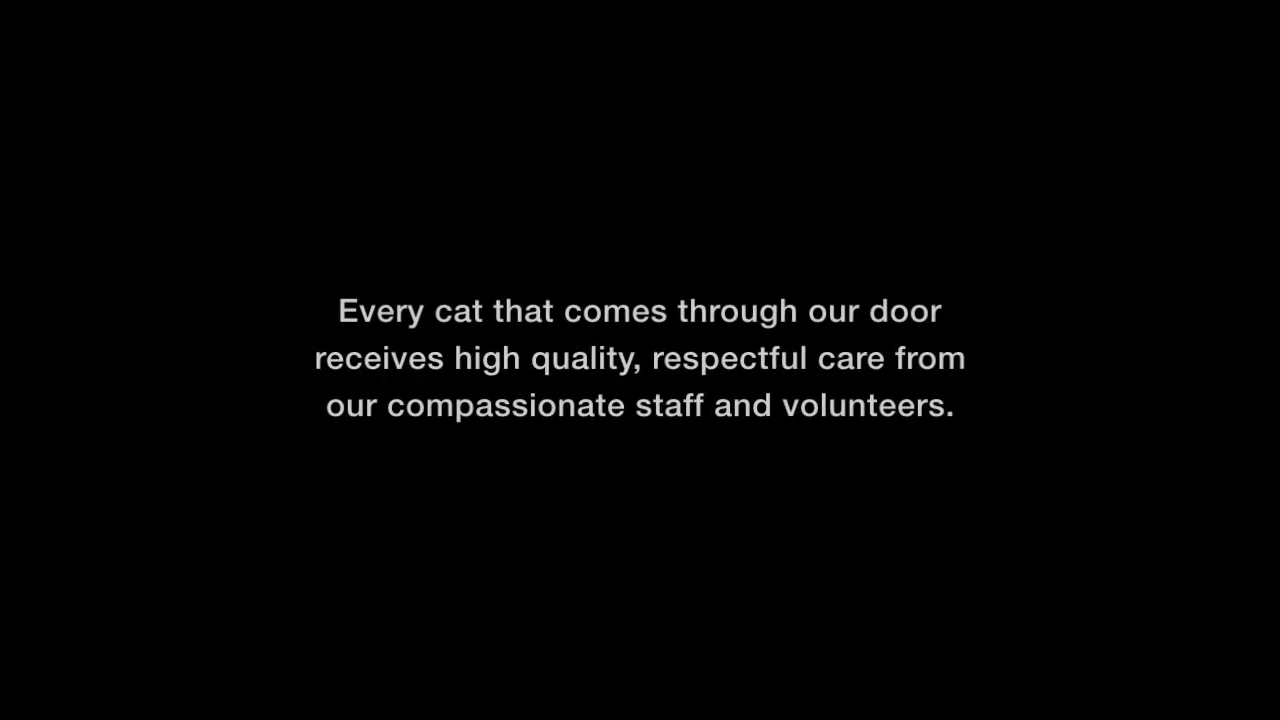 Every cat that comes through our door
receives high quality, respectful care from
our compassionate staff and volunteers.